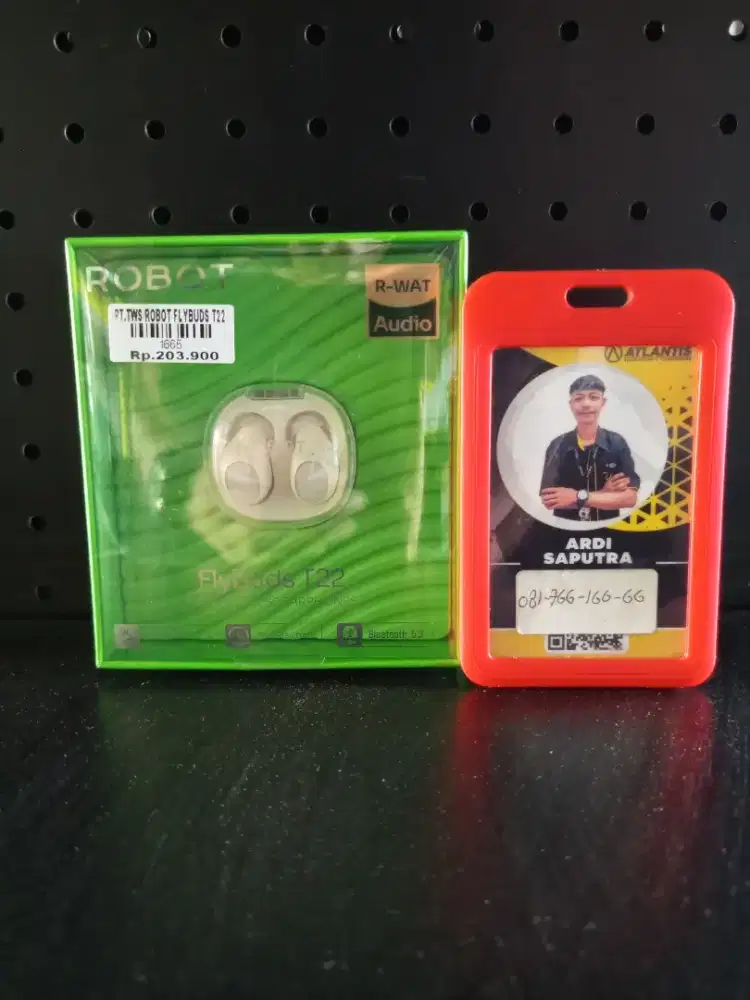 ROBOT
R-WAT
Audio
PT.TWS ROBOT FLYBUDS T22
1665
Rp.203.900
FlyBuds T22
Bluetooth 5.3
ATLANTIS
ARDI
SAPUTRA
081-766-166-66